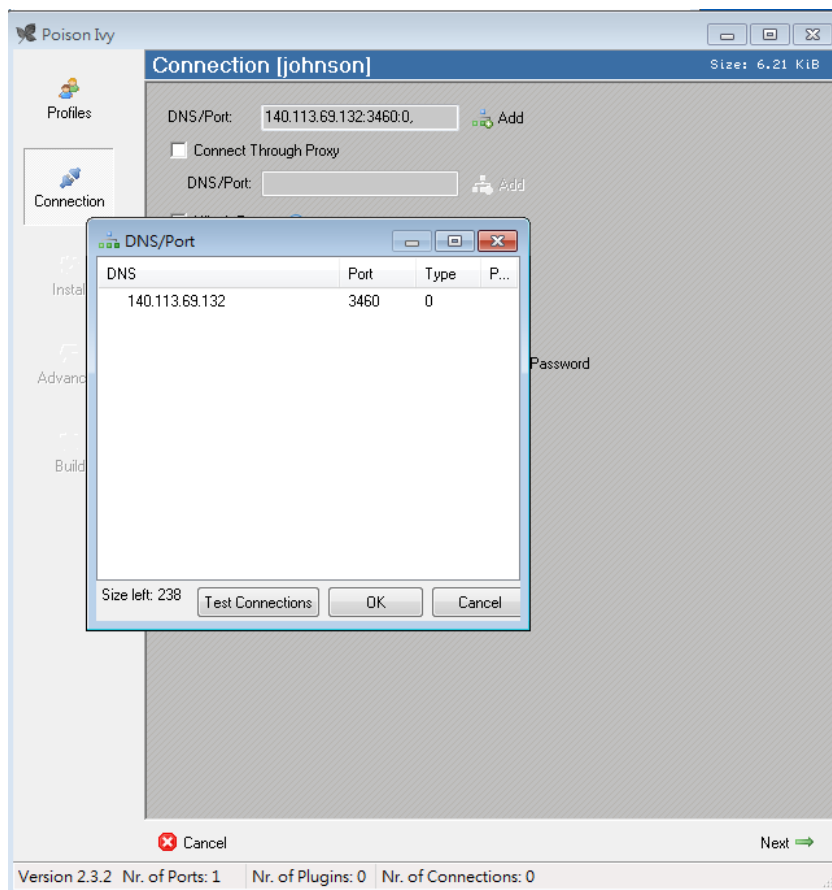 Poison Ivy
Connection [johnson]
Size: 6.21 KiB
Profiles
DNS/Port: 140.113.69.132:3460:0, Add
Connect Through Proxy
DNS/Port: Add
Connection
DNS/Port
DNS Port Type P...
140.113.69.132 3460 0
Instal
Password
Advanc
Build
Size left: 238 Test Connections OK Cancel
Cancel Next
Version 2.3.2 Nr. of Ports: 1 Nr. of Plugins: 0 Nr. of Connections: 0